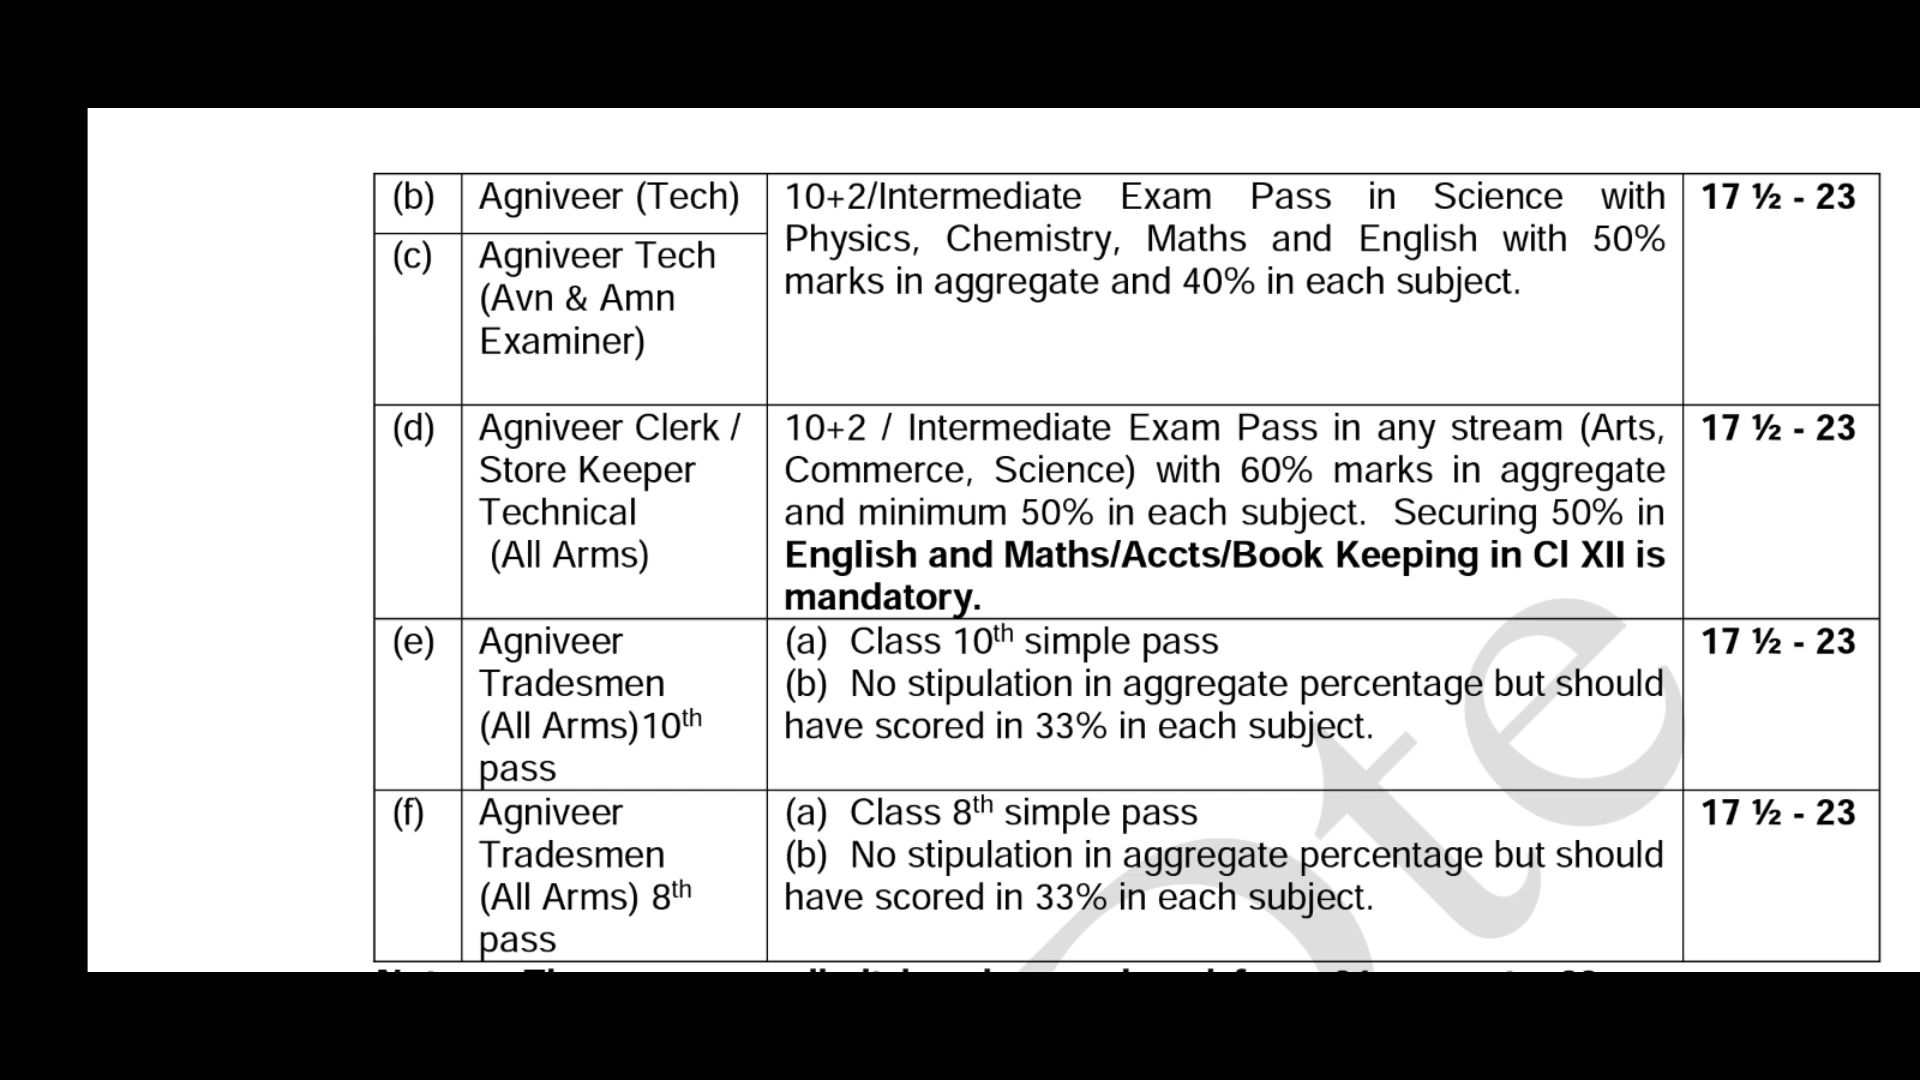 (b) Agniveer (Tech) 10+2/Intermediate Exam Pass in Science with 17 ½ - 23
Physics, Chemistry, Maths and English with 50%
marks in aggregate and 40% in each subject.
(c) Agniveer Tech
(Avn & Amn
Examiner)
(d) Agniveer Clerk / 10+2 / Intermediate Exam Pass in any stream (Arts, 17 ½ - 23
Store Keeper Commerce, Science) with 60% marks in aggregate
Technical and minimum 50% in each subject. Securing 50% in
(All Arms) English and Maths/Accts/Book Keeping in Cl XII is
mandatory.
(e) Agniveer (a) Class 10th simple pass 17 ½ - 23
Tradesmen (b) No stipulation in aggregate percentage but should
(All Arms)10th have scored in 33% in each subject.
pass
(f) Agniveer (a) Class 8th simple pass 17 ½ - 23
Tradesmen (b) No stipulation in aggregate percentage but should
(All Arms) 8th have scored in 33% in each subject.
pass